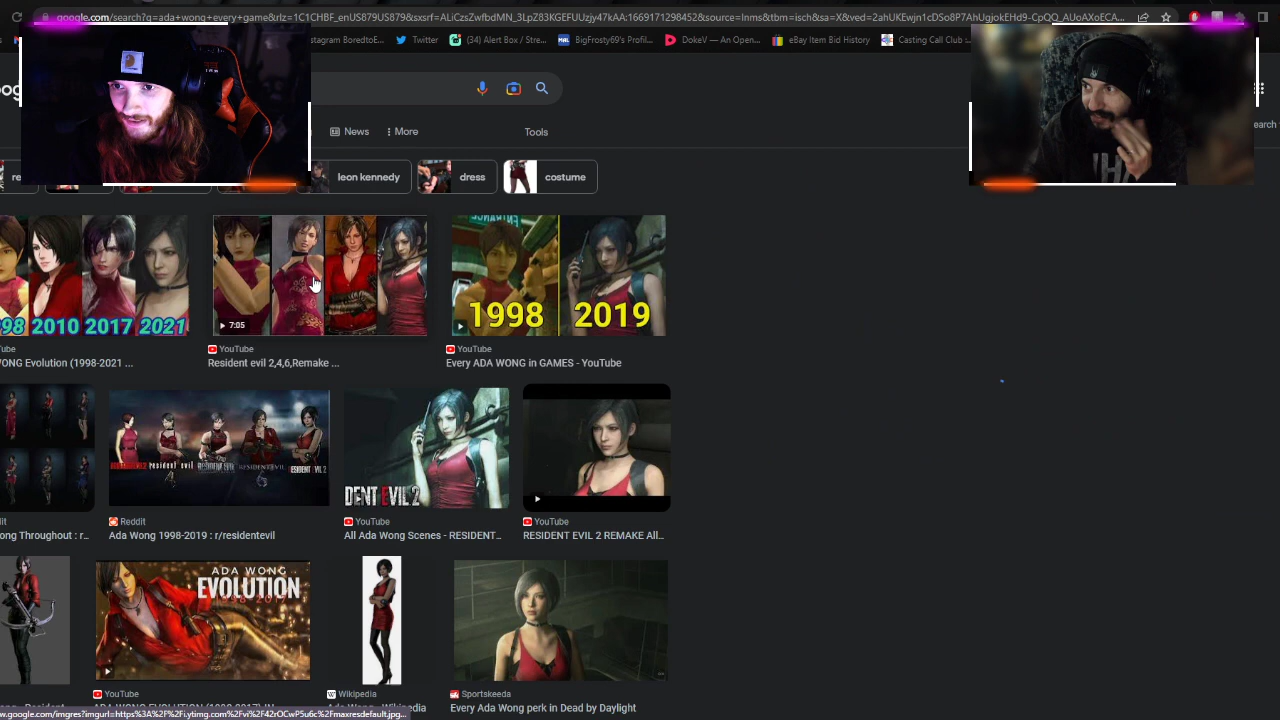 google.com/search?q=ada+wong+every+game&rlz=1C1CHBF_enUS879US879&sxsrf=ALiCzsZwfbdMN_3LpZ83KGEFUUzjy47kAA:1669171298452&source=lnms&tbm=isch&sa=X&ved=2ahUKEwjn1cDSo8P7AhUgjokEHd9-CpQQ_AUoAXoECA...
stagram BoredtoE... Twitter (34) Alert Box / Stre... BigFrosty69's Profil... DokeV — An Open... eBay Item Bid History Casting Call Club :..
News More Tools
leon kennedy dress costume
98 2010 2017 2021
7:05
1998 2019
YouTube YouTube
ONG Evolution (1998-2021 ... Resident evil 2,4,6,Remake ... Every ADA WONG in GAMES - YouTube
DENT EVIL 2
Reddit YouTube YouTube
ong Throughout : r... Ada Wong 1998-2019 : r/residentevil All Ada Wong Scenes - RESIDENT... RESIDENT EVIL 2 REMAKE All...
ADA WONG
EVOLUTION
YouTube Wikipedia Sportskeeda
Every Ada Wong perk in Dead by Daylight